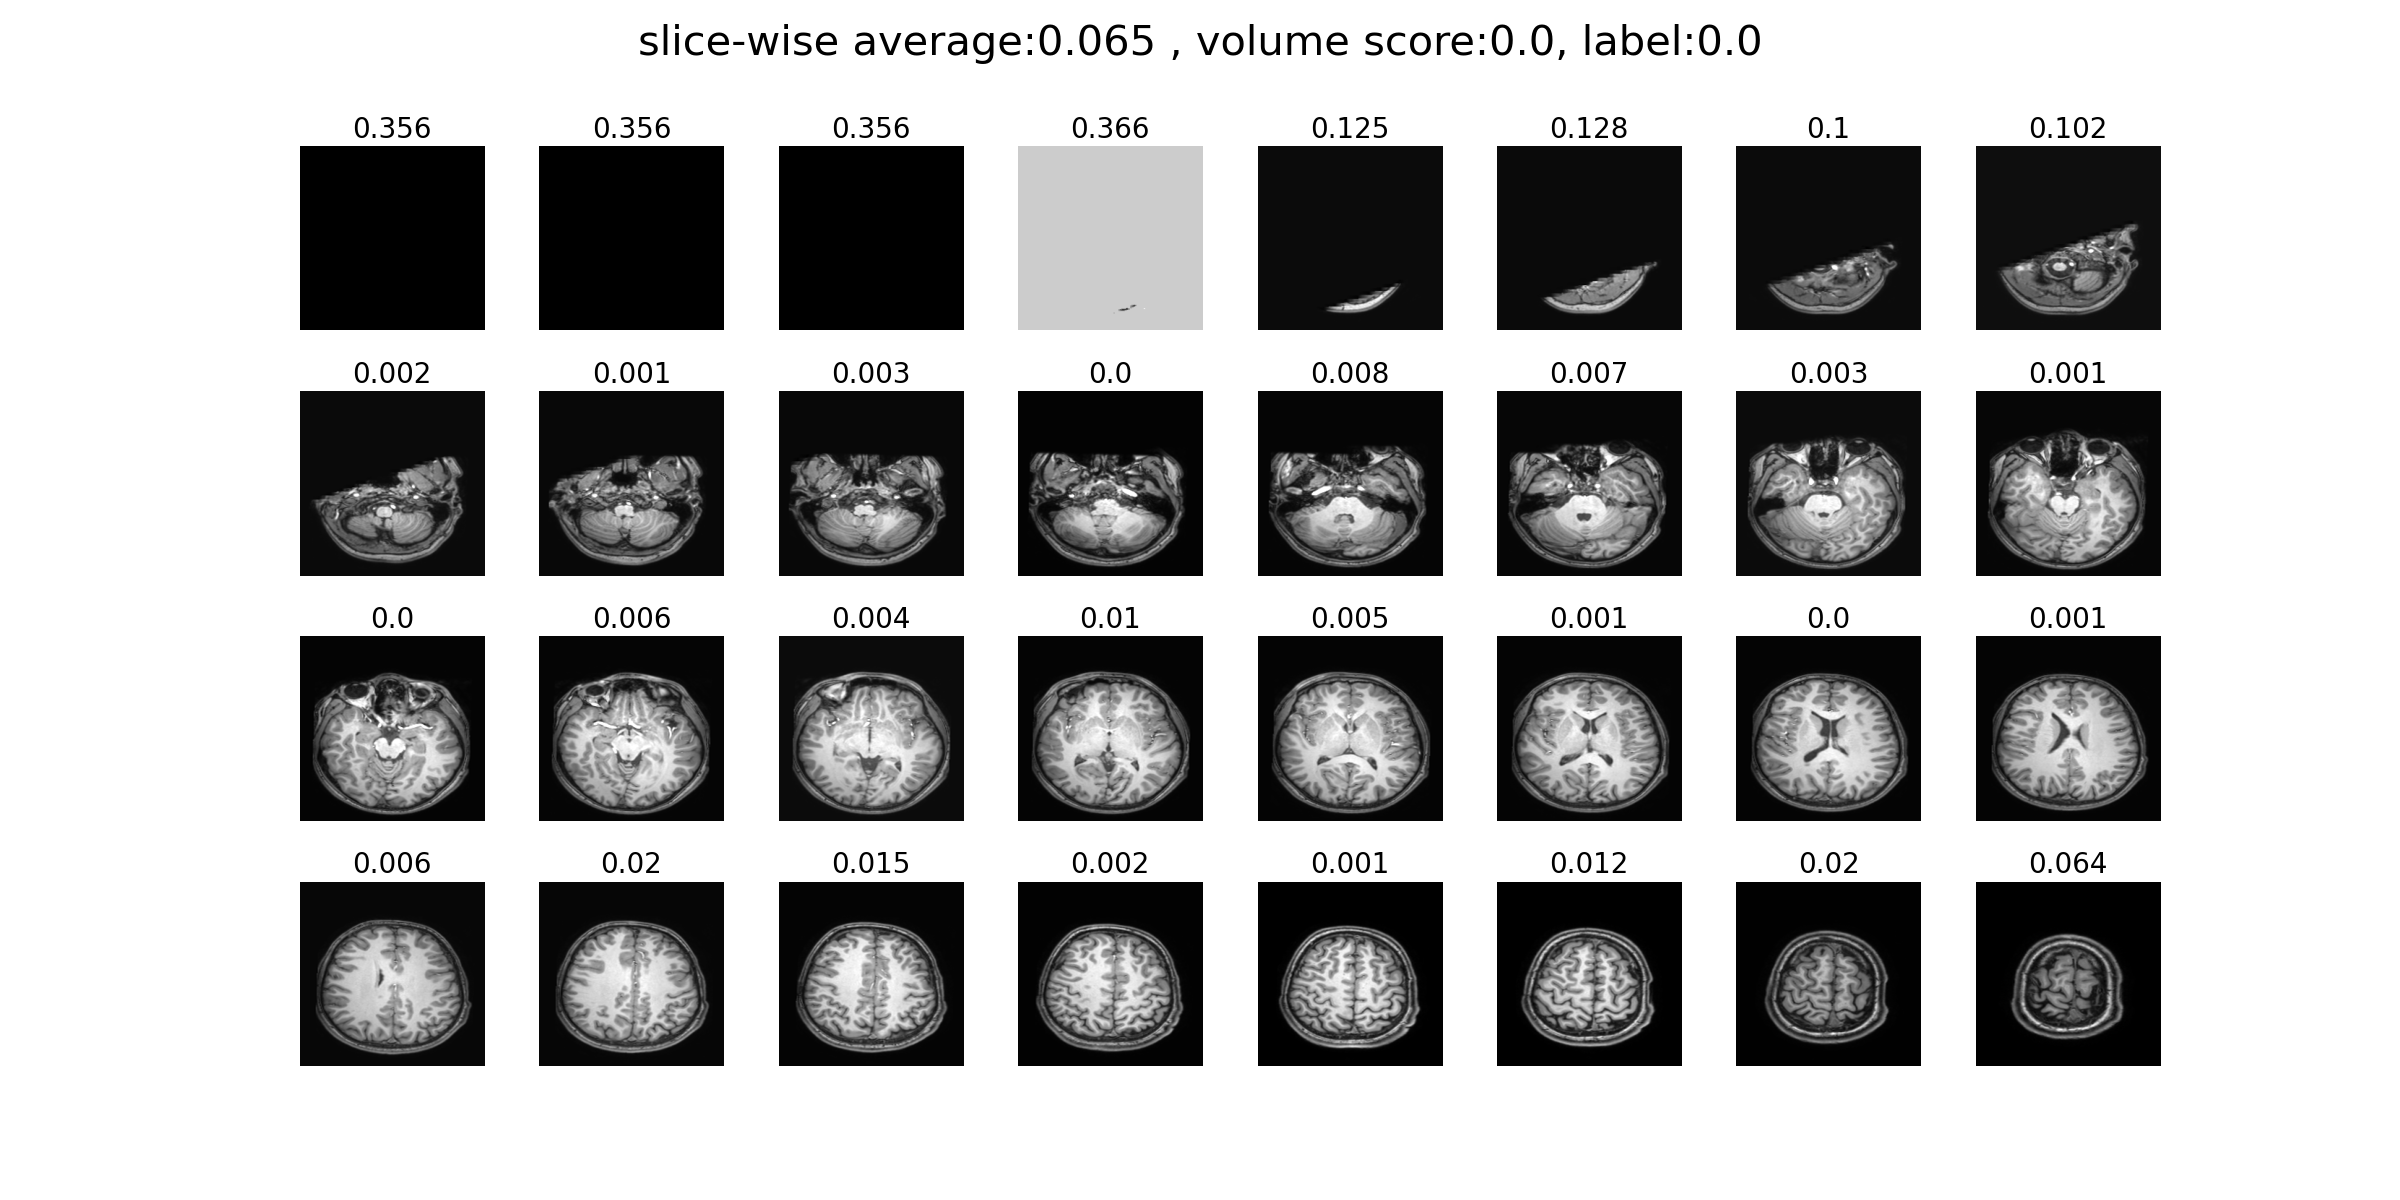 slice-wise average:0.065 , volume score:0.0, label:0.0
0.356 0.356 0.356 0.366 0.125 0.128 0.1 0.102
0.002 0.001 0.003 0.0 0.008 0.007 0.003 0.001
0.0 0.006 0.004 0.01 0.005 0.001 0.0 0.001
0.006 0.02 0.015 0.002 0.001 0.012 0.02 0.064